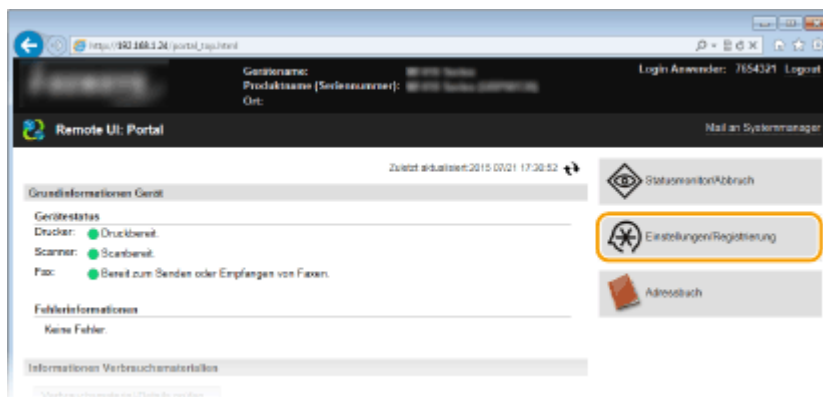 http://192.168.1.24/portal_top.html
Gerätename:
Produktname (Seriennummer):
Ort:
Login Anwender: 7654321 Logout
Remote UI: Portal
Mail an Systemmanager
Zuletzt aktualisiert:2015 07/21 17:30:52
Grundinformationen Gerät
Gerätestatus
Drucker: Druckbereit.
Scanner: Scanbereit.
Fax: Bereit zum Senden oder Empfangen von Faxen.
Fehlerinformationen
Keine Fehler.
Informationen Verbrauchsmaterialien
Statusmonitor/Abbruch
Einstellungen/Registrierung
Adressbuch